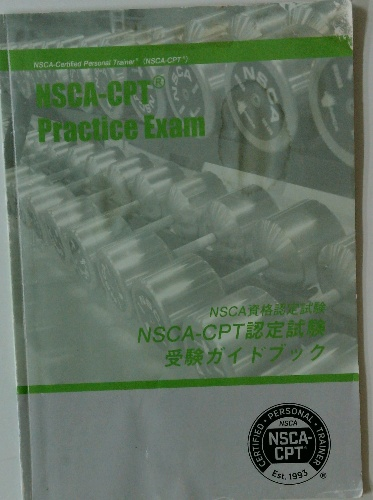 NSCA-Certified Personal Trainer® (NSCA-CPT®)
NSCA-CPT®
Practice Exam
NSCA
NSCA資格認定試験
NSCA-CPT認定試験
受験ガイドブック
CERTIFIED · PERSONAL · TRAINER
NSCA
NSCA-
CPT
Est. 1993
®